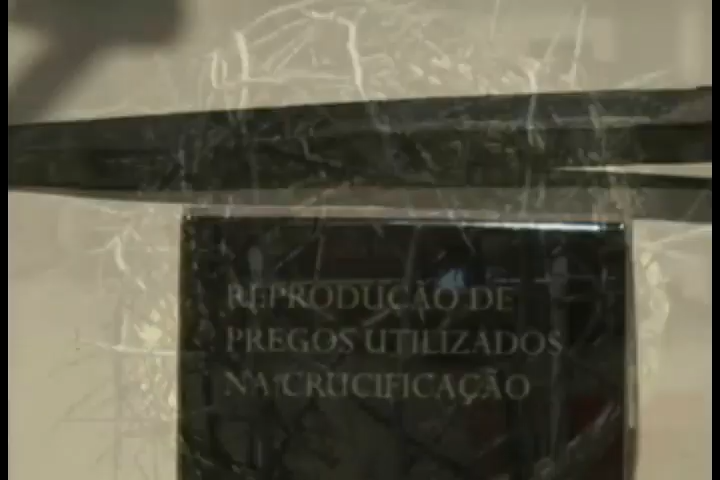 REPRODUÇÃO DE
PREGOS UTILIZADOS
NA CRUCIFICAÇÃO